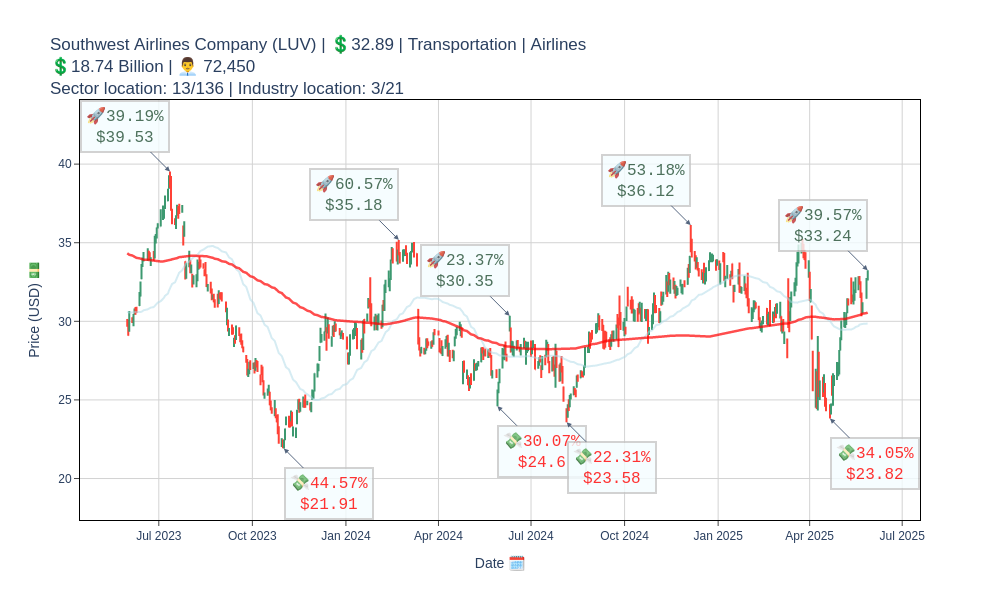 Southwest Airlines Company (LUV) | 💲32.89 | Transportation | Airlines
💲18.74 Billion | 👨‍💼 72,450
Sector location: 13/136 | Industry location: 3/21
🚀39.19%
$39.53
🚀60.57%
$35.18
🚀23.37%
$30.35
🚀53.18%
$36.12
🚀39.57%
$33.24
💸44.57%
$21.91
💸30.07%
$24.6
💸22.31%
$23.58
💸34.05%
$23.82
Price (USD) 💵
40
35
30
25
20
Jul 2023
Oct 2023
Jan 2024
Apr 2024
Jul 2024
Oct 2024
Jan 2025
Apr 2025
Jul 2025
Date 🗓️